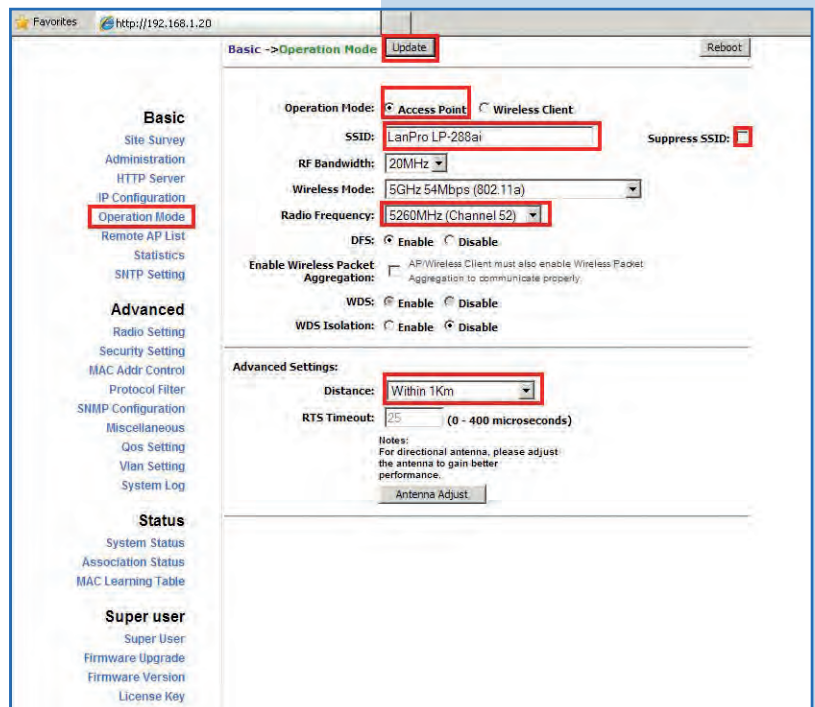 Favorites http://192.168.1.20
Basic ->Operation Mode Update Reboot
Basic
Site Survey
Administration
HTTP Server
IP Configuration
Operation Mode
Remote AP List
Statistics
SNTP Setting
Advanced
Radio Setting
Security Setting
MAC Addr Control
Protocol Filter
SNMP Configuration
Miscellaneous
Qos Setting
Vlan Setting
System Log
Status
System Status
Association Status
MAC Learning Table
Super user
Super User
Firmware Upgrade
Firmware Version
License Key
Operation Mode: Access Point Wireless Client
SSID: LanPro LP-288ai Suppress SSID:
RF Bandwidth: 20MHz
Wireless Mode: 5GHz 54Mbps (802.11a)
Radio Frequency: 5260MHz (Channel 52)
DFS: Enable Disable
Enable Wireless Packet AP/Wireless Client must also enable Wireless Packet
Aggregation: Aggregation to communicate properly.
WDS: Enable Disable
WDS Isolation: Enable Disable
Advanced Settings:
Distance: Within 1Km
RTS Timeout: 25 (0 - 400 microseconds)
Notes:
For directional antenna, please adjust
the antenna to gain better
performance.
Antenna Adjust